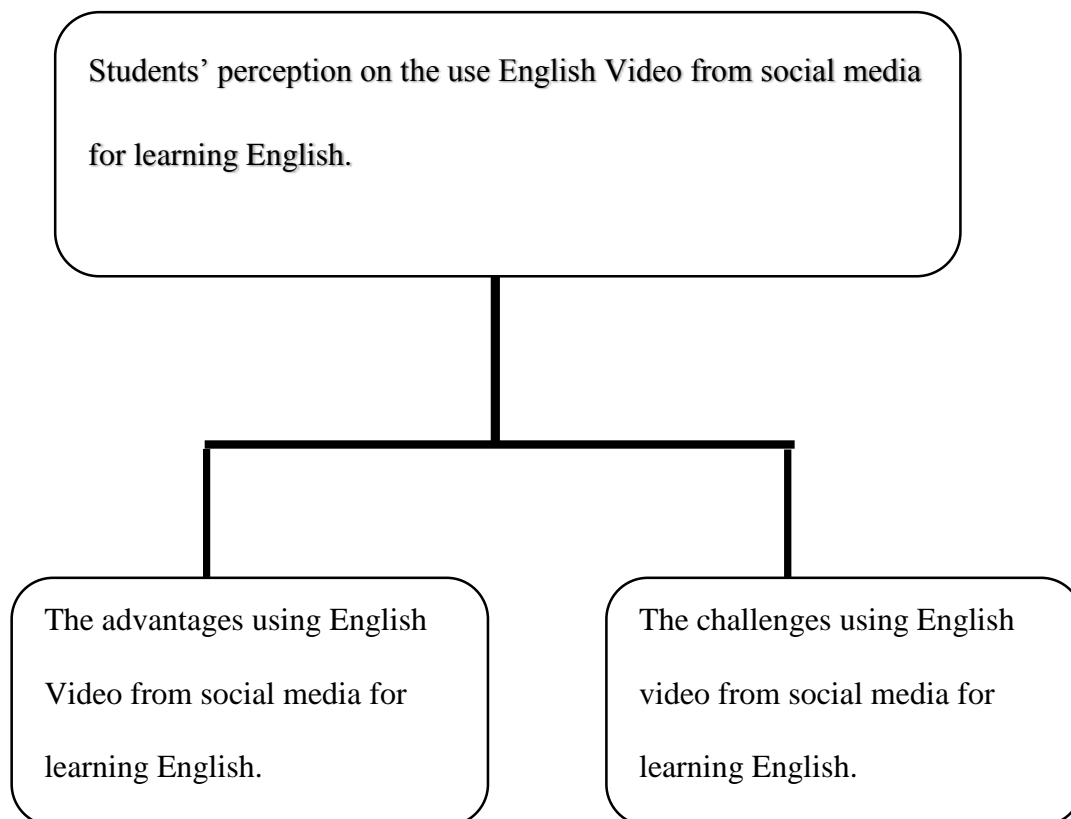 Students’ perception on the use English Video from social media
for learning English.
The advantages using English
Video from social media for
learning English.
The challenges using English
video from social media for
learning English.